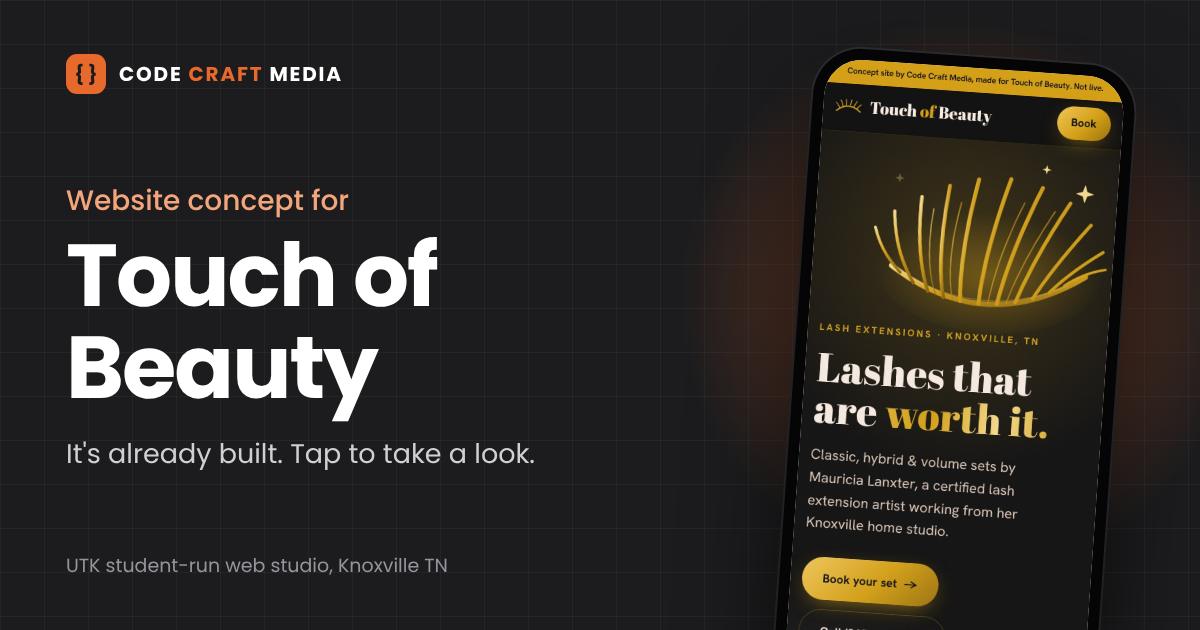 { } CODE CRAFT MEDIA
Website concept for
Touch of
Beauty
It's already built. Tap to take a look.
UTK student-run web studio, Knoxville TN
Concept site by Code Craft Media, made for Touch of Beauty. Not live.
Touch of Beauty
Book
LASH EXTENSIONS · KNOXVILLE, TN
Lashes that
are worth it.
Classic, hybrid & volume sets by
Mauricia Lanxter, a certified lash
extension artist working from her
Knoxville home studio.
Book your set →